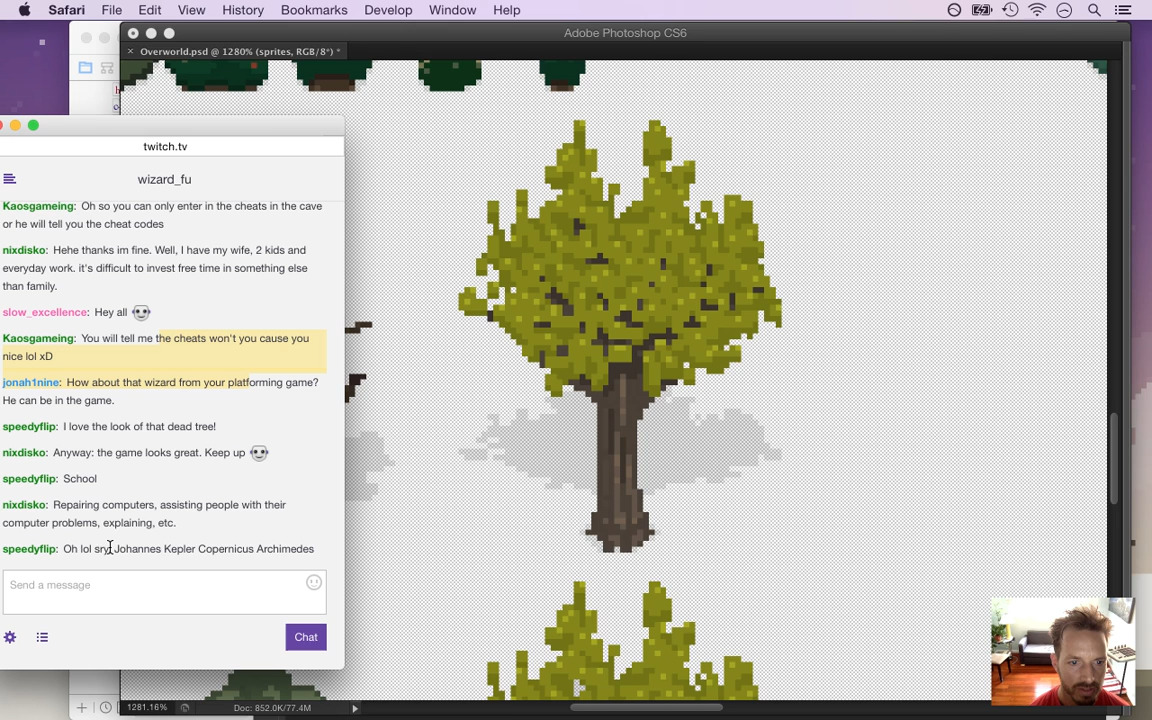 Safari File Edit View History Bookmarks Develop Window Help
Adobe Photoshop CS6
× Overworld.psd @ 1280% (sprites, RGB/8*) *
twitch.tv
wizard_fu
Kaosgameing: Oh so you can only enter in the cheats in the cave
or he will tell you the cheat codes
nixdisko: Hehe thanks im fine. Well, I have my wife, 2 kids and
everyday work. it's difficult to invest free time in something else
than family.
slow_excellence: Hey all
Kaosgameing: You will tell me the cheats won't you cause you
nice lol xD
jonah1nine: How about that wizard from your platforming game?
He can be in the game.
speedyflip: I love the look of that dead tree!
nixdisko: Anyway: the game looks great. Keep up
speedyflip: School
nixdisko: Repairing computers, assisting people with their
computer problems, explaining, etc.
speedyflip: Oh lol sry Johannes Kepler Copernicus Archimedes
Send a message
Chat
1281.16% Doc: 852.0K/77.4M